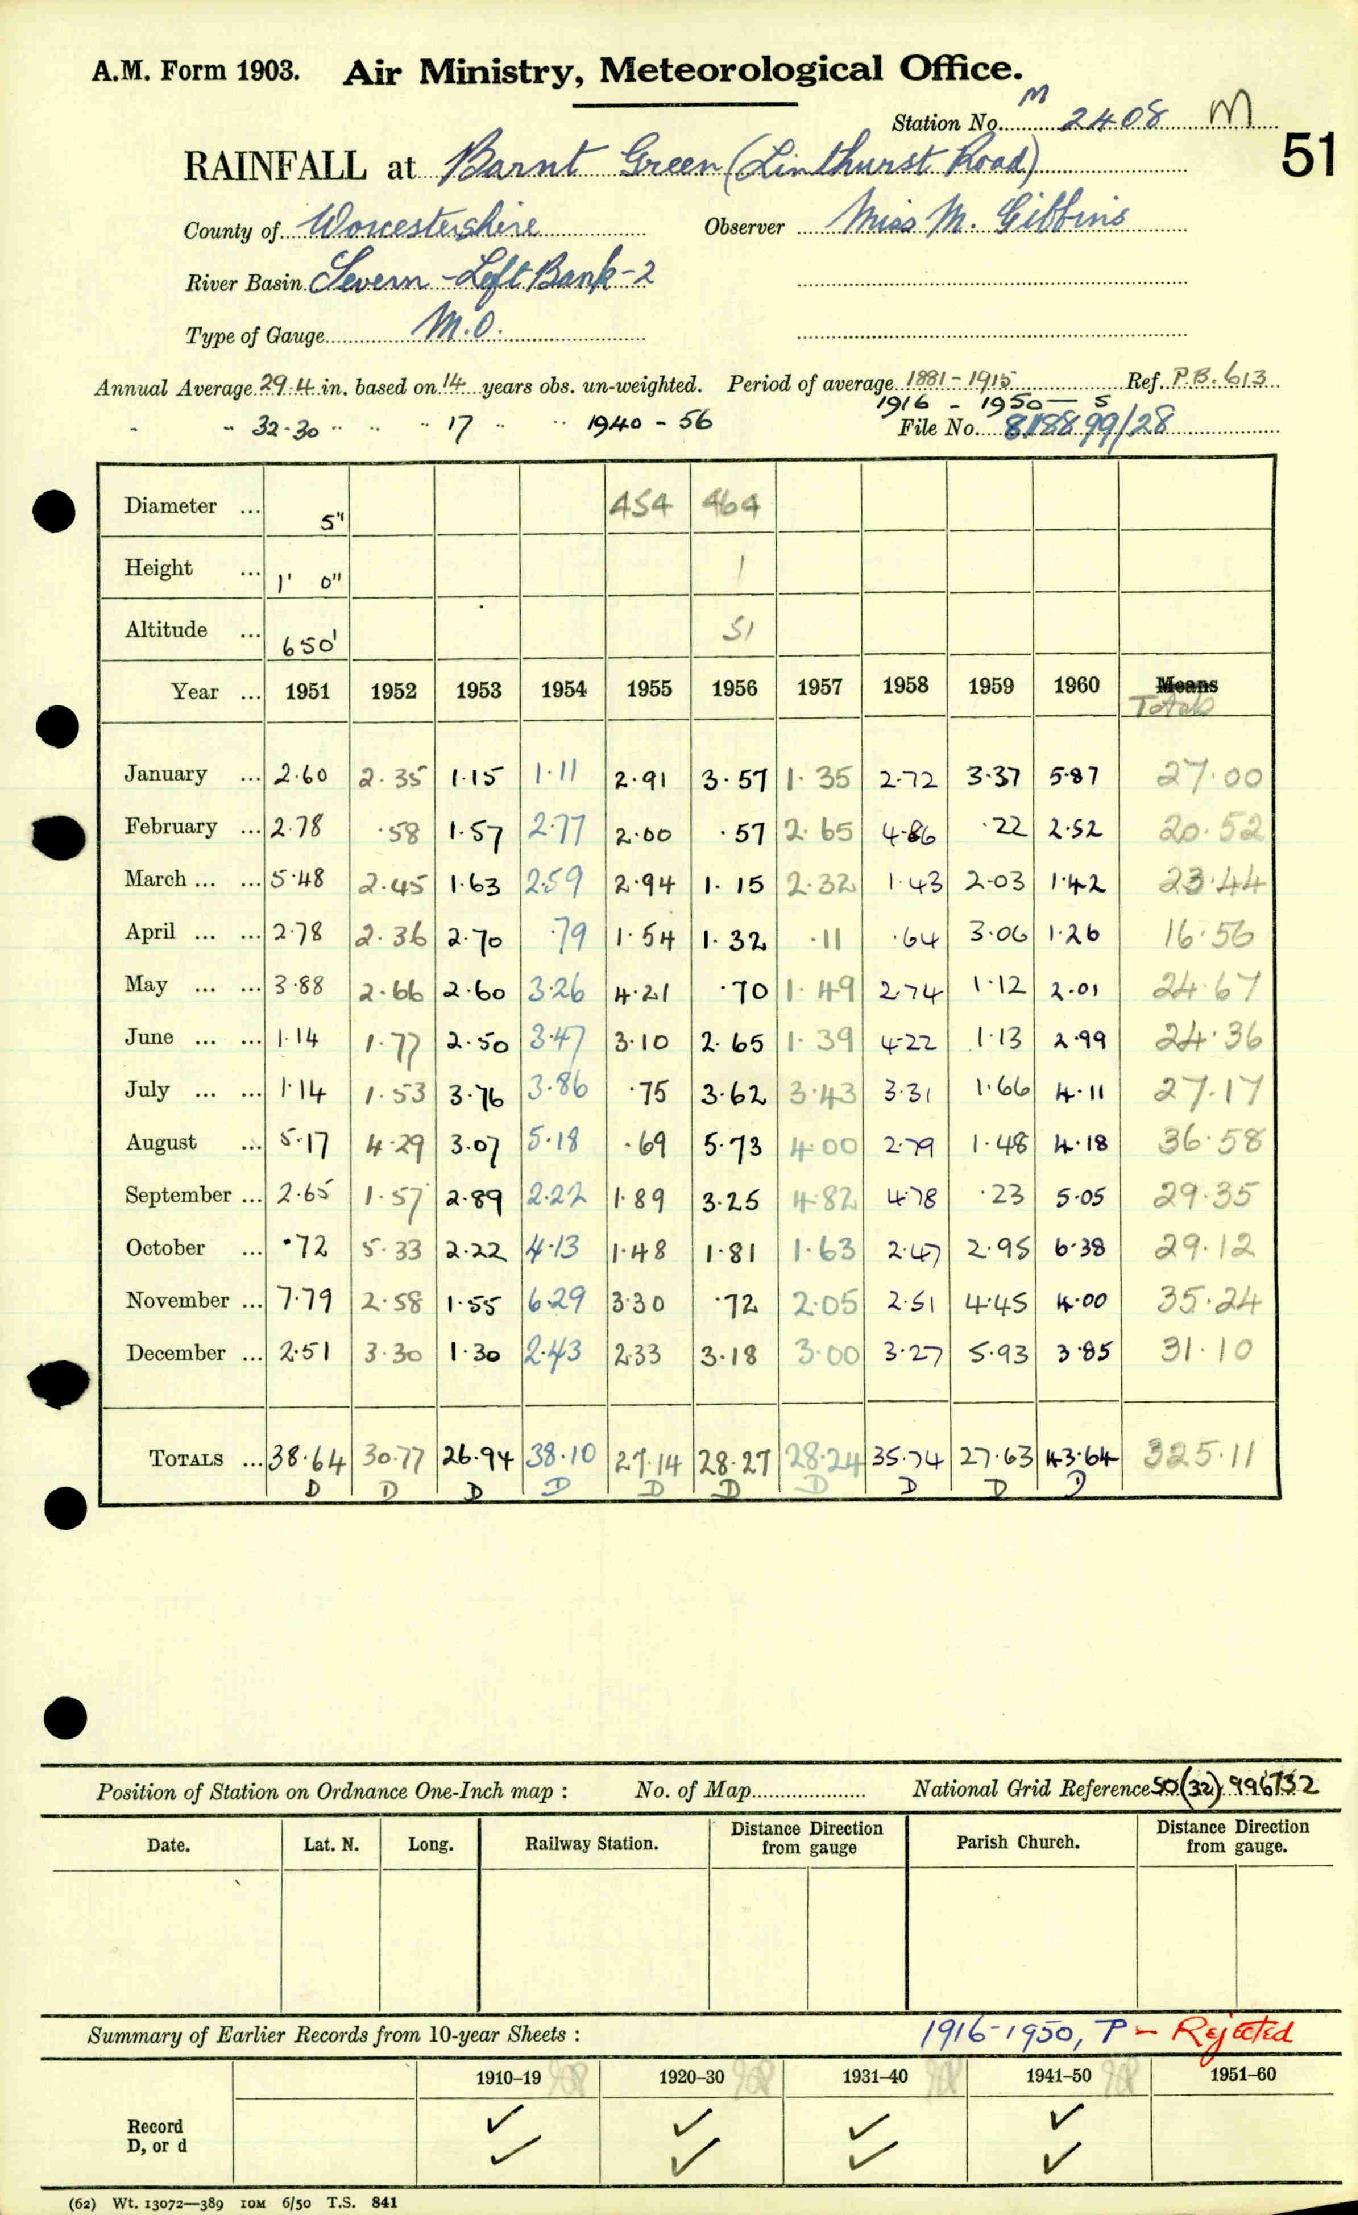 A.M. Form 1903. Air Ministry, Meteorological Office.
Station No. M 2408 M
51
RAINFALL at Barnt Green (Linthurst Road)
County of Worcestershire Observer Miss M. Gibbins
River Basin Severn - Left Bank - 2
Type of Gauge M.O.
Annual Average 29.4 in. based on 14 years obs. un-weighted. Period of average 1881-1915 Ref. P.B. 613
1916 - 1950 - S
" " 32.30 " " " 17 " " 1940 - 56 File No. 818899/28
Diameter ... 5" 454 464
Height ... 1' 0" 1
Altitude ... 650' 51
Year ... 1951 1952 1953 1954 1955 1956 1957 1958 1959 1960 Means
Totals
January ... 2.60 2.35 1.15 1.11 2.91 3.57 1.35 2.72 3.37 5.87 27.00
February ... 2.78 .58 1.57 2.77 2.00 .57 2.65 4.86 .22 2.52 20.52
March ... ... 5.48 2.45 1.63 2.59 2.94 1.15 2.32 1.43 2.03 1.42 23.44
April ... ... 2.78 2.36 2.70 .79 1.54 1.32 .11 .64 3.06 1.26 16.56
May ... ... 3.88 2.66 2.60 3.26 4.21 .70 1.49 2.74 1.12 2.01 24.67
June ... ... 1.14 1.77 2.50 3.47 3.10 2.65 1.39 4.22 1.13 2.99 24.36
July ... ... 1.14 1.53 3.76 3.86 .75 3.62 3.43 3.31 1.66 4.11 27.17
August ... 5.17 4.29 3.07 5.18 .69 5.73 4.00 2.79 1.48 4.18 36.58
September ... 2.65 1.57 2.89 2.22 1.89 3.25 4.82 4.78 .23 5.05 29.35
October ... .72 5.33 2.22 4.13 1.48 1.81 1.63 2.47 2.95 6.38 29.12
November ... 7.79 2.58 1.55 6.29 3.30 .72 2.05 2.51 4.45 4.00 35.24
December ... 2.51 3.30 1.30 2.43 2.33 3.18 3.00 3.27 5.93 3.85 31.10
TOTALS ... 38.64 30.77 26.94 38.10 27.14 28.27 28.24 35.74 27.63 43.64 325.11
D D D D D D D D D D
Position of Station on Ordnance One-Inch map : No. of Map National Grid Reference SO(32) 996732
Date. Lat. N. Long. Railway Station. Distance Direction from gauge Parish Church. Distance Direction from gauge.
Summary of Earlier Records from 10-year Sheets : 1916-1950, P - Rejected
1910-19 1920-30 1931-40 1941-50 1951-60
Record ✓ ✓ ✓ ✓
D, or d ✓ ✓ ✓ ✓
(62) Wt. 13072—389 10M 6/50 T.S. 841